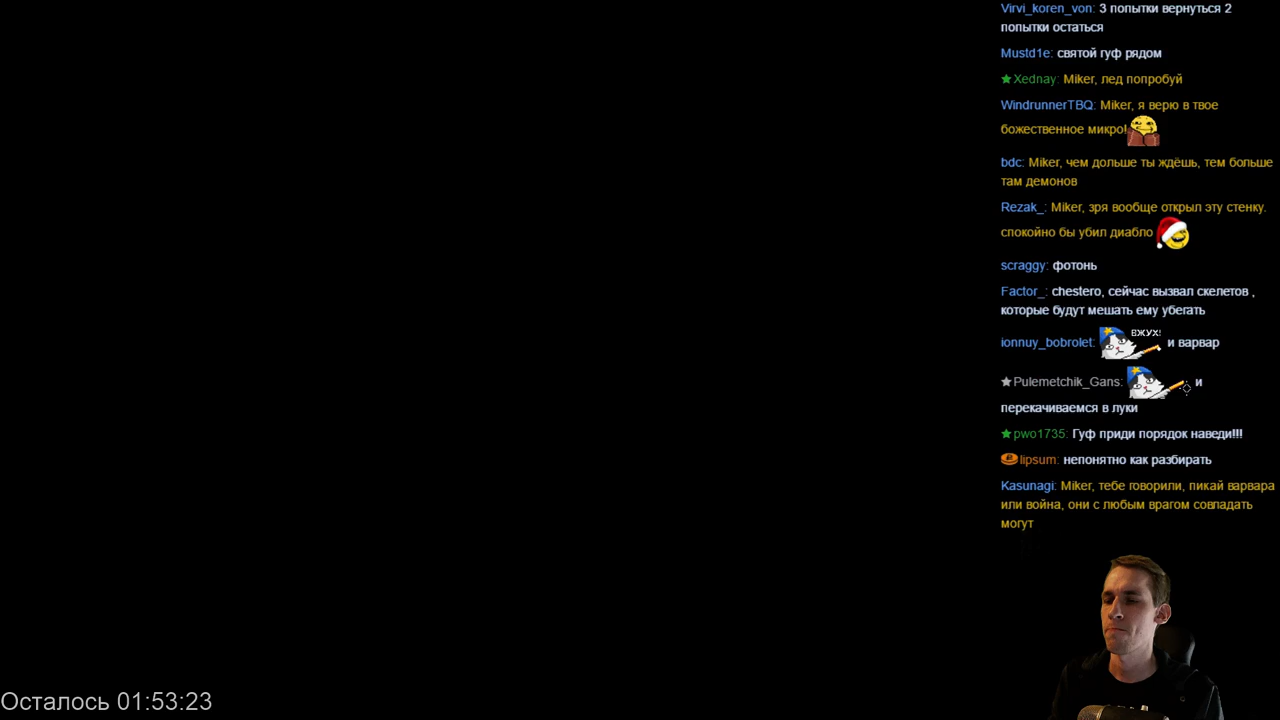 Virvi_koren_von: 3 попытки вернуться 2
попытки остаться
Mustd1e: святой гуф рядом
Xednay: Miker, лед попробуй
WindrunnerTBQ: Miker, я верю в твое
божественное микро!
bdc: Miker, чем дольше ты ждёшь, тем больше
там демонов
Rezak_: Miker, зря вообще открыл эту стенку.
спокойно бы убил диабло
scraggy: фотонь
Factor_: chestero, сейчас вызвал скелетов ,
которые будут мешать ему убегать
ionnuy_bobrolet: ВЖУХ! и варвар
Pulemetchik_Gans: и
перекачиваемся в луки
pwo1735: Гуф приди порядок наведи!!!
lipsum: непонятно как разбирать
Kasunagi: Miker, тебе говорили, пикай варвара
или война, они с любым врагом совладать
могут
Осталось 01:53:23